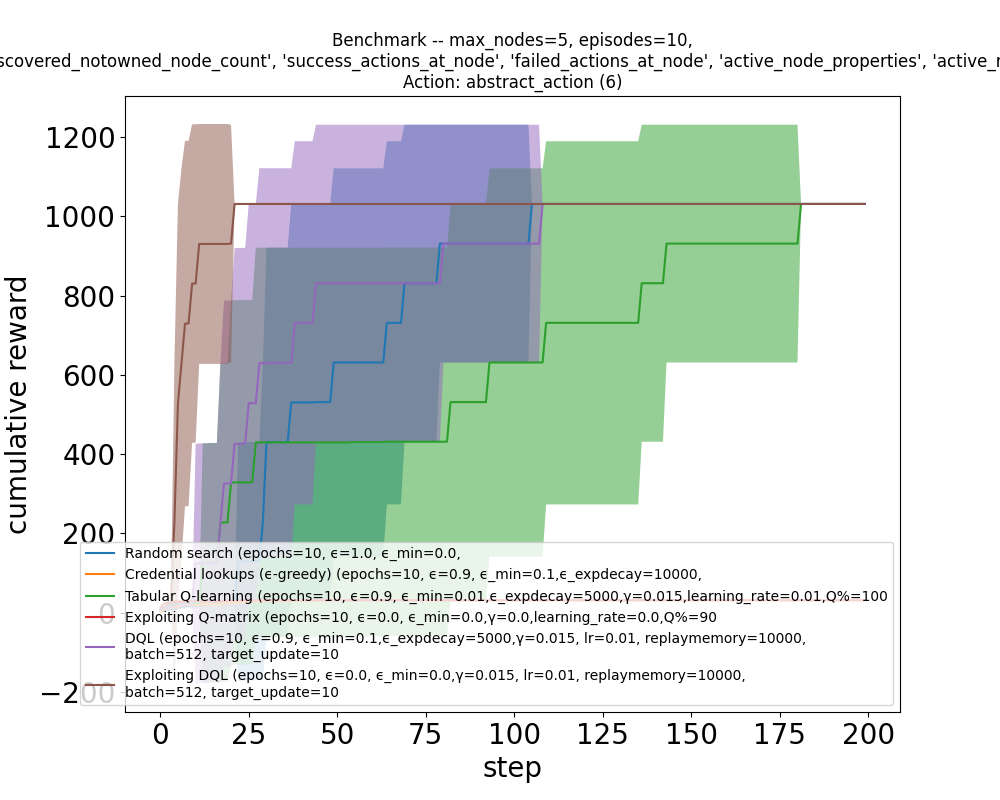 Benchmark -- max_nodes=5, episodes=10,
scovered_notowned_node_count', 'success_actions_at_node', 'failed_actions_at_node', 'active_node_properties', 'active_n
Action: abstract_action (6)
1200
1000
800
600
400
200
0
−200
cumulative reward
Random search (epochs=10, ϵ=1.0, ϵ_min=0.0,
Credential lookups (ϵ-greedy) (epochs=10, ϵ=0.9, ϵ_min=0.1,ϵ_expdecay=10000,
Tabular Q-learning (epochs=10, ϵ=0.9, ϵ_min=0.01,ϵ_expdecay=5000,γ=0.015,learning_rate=0.01,Q%=100
Exploiting Q-matrix (epochs=10, ϵ=0.0, ϵ_min=0.0,γ=0.0,learning_rate=0.0,Q%=90
DQL (epochs=10, ϵ=0.9, ϵ_min=0.1,ϵ_expdecay=5000,γ=0.015, lr=0.01, replaymemory=10000,
batch=512, target_update=10
Exploiting DQL (epochs=10, ϵ=0.0, ϵ_min=0.0,γ=0.015, lr=0.01, replaymemory=10000,
batch=512, target_update=10
0 25 50 75 100 125 150 175 200
step